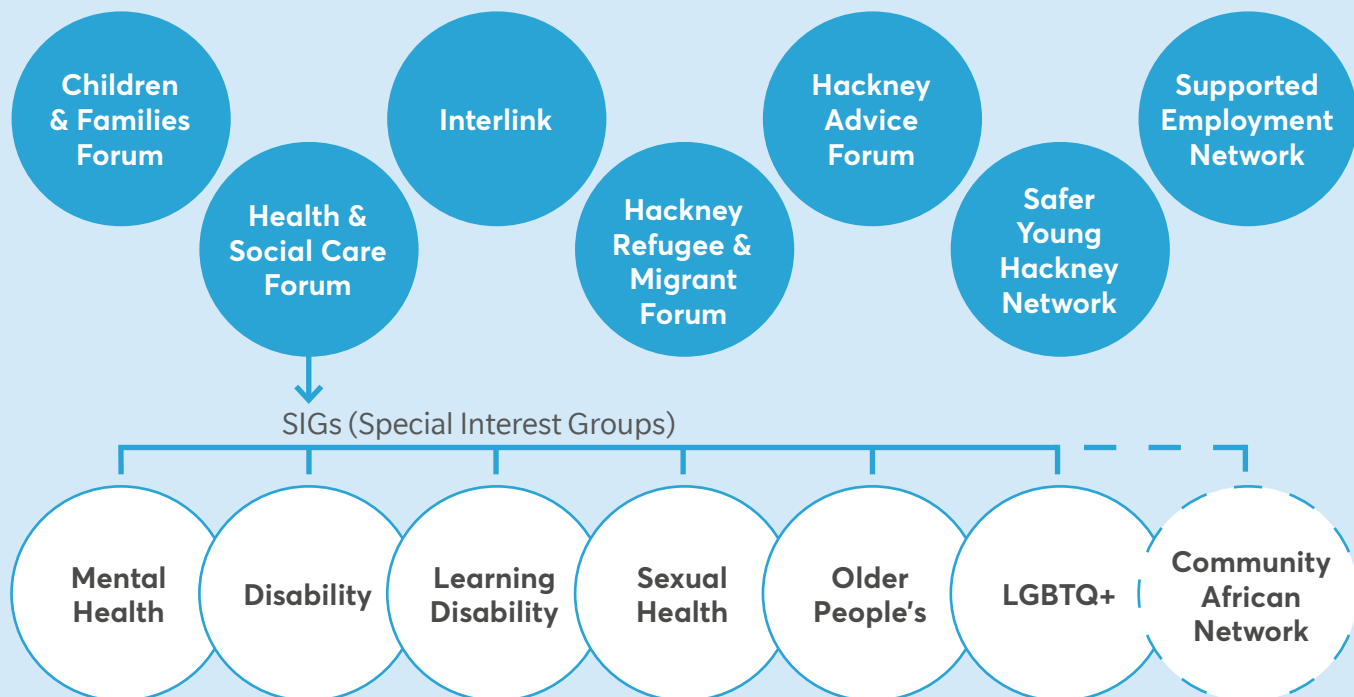 Children
& Families
Forum
Health &
Social Care
Forum
Interlink
Hackney
Refugee &
Migrant
Forum
Hackney
Advice
Forum
Safer
Young
Hackney
Network
Supported
Employment
Network
SIGs (Special Interest Groups)
Mental
Health
Disability
Learning
Disability
Sexual
Health
Older
People's
LGBTQ+
Community
African
Network